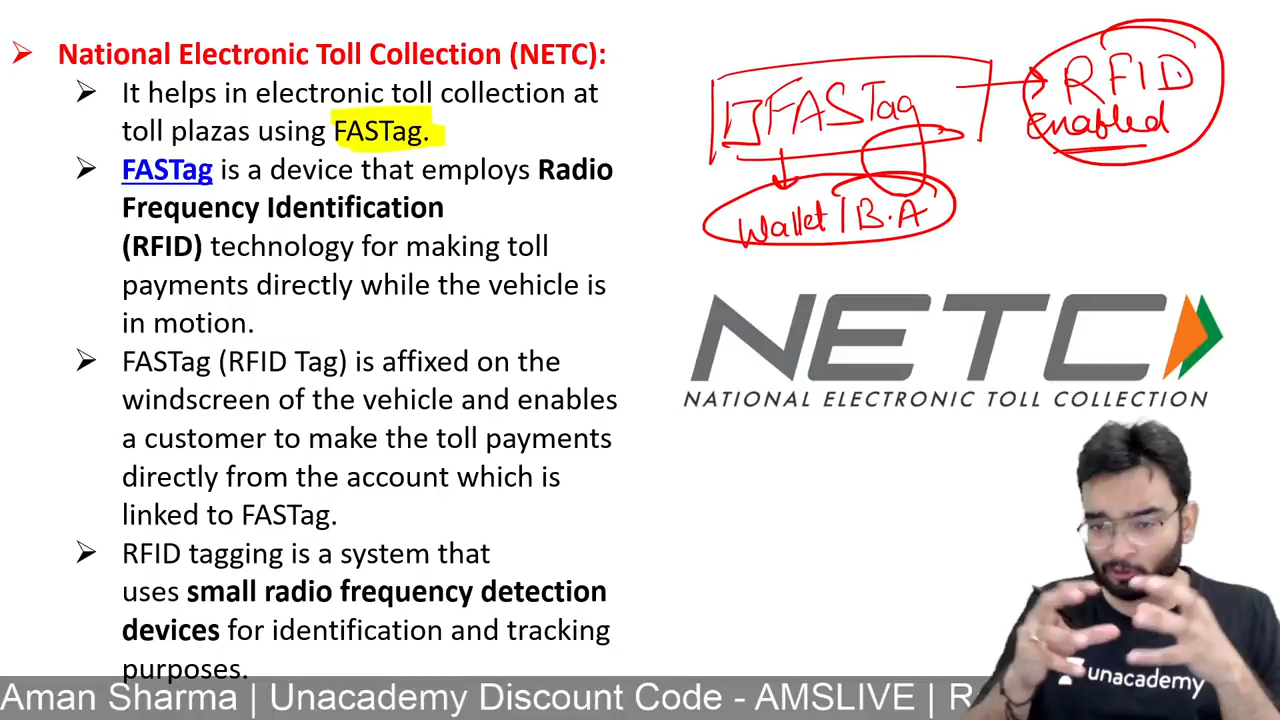 ➢ National Electronic Toll Collection (NETC):
➢ It helps in electronic toll collection at
toll plazas using FASTag.
➢ FASTag is a device that employs Radio
Frequency Identification
(RFID) technology for making toll
payments directly while the vehicle is
in motion.
➢ FASTag (RFID Tag) is affixed on the
windscreen of the vehicle and enables
a customer to make the toll payments
directly from the account which is
linked to FASTag.
➢ RFID tagging is a system that
uses small radio frequency detection
devices for identification and tracking
purposes.
FASTag
RFID
enabled
Wallet / B.A
NETC
NATIONAL ELECTRONIC TOLL COLLECTION
unacademy
Aman Sharma | Unacademy Discount Code - AMSLIVE | R